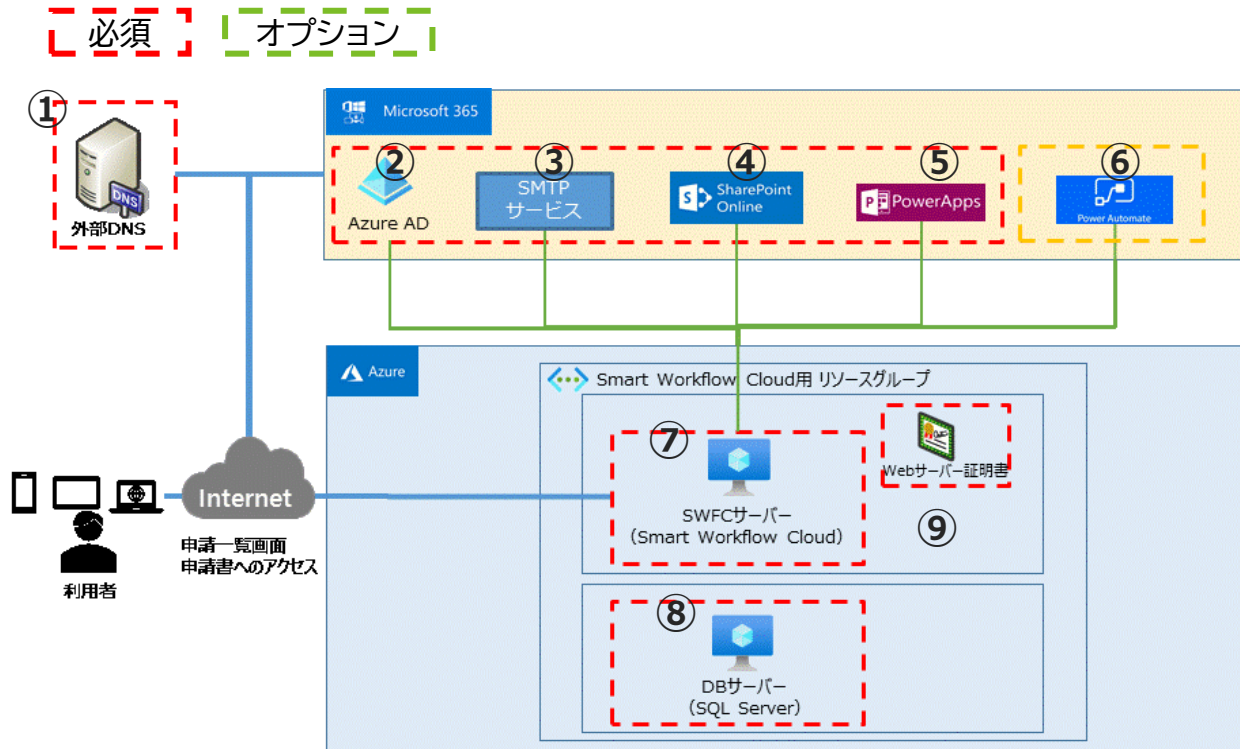 必須
オプション
①
DNS
外部DNS
Microsoft 365
②
Azure AD
③
SMTP
サービス
④
S
SharePoint
Online
⑤
P
PowerApps
⑥
Power Automate
Azure
Smart Workflow Cloud用 リソースグループ
⑦
SWFCサーバー
（Smart Workflow Cloud）
Webサーバー証明書
⑨
⑧
DBサーバー
（SQL Server）
Internet
申請一覧画面
申請書へのアクセス
利用者